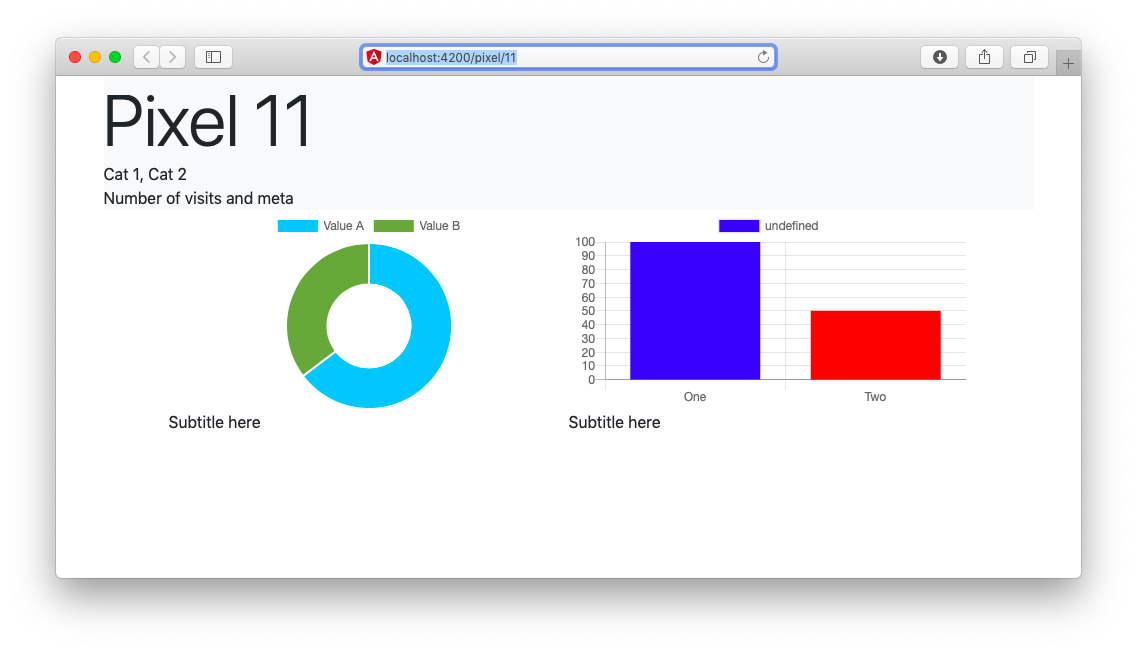 localhost:4200/pixel/11
Pixel 11
Cat 1, Cat 2
Number of visits and meta
Value A Value B
Subtitle here
undefined
100
90
80
70
60
50
40
30
20
10
0
One Two
Subtitle here